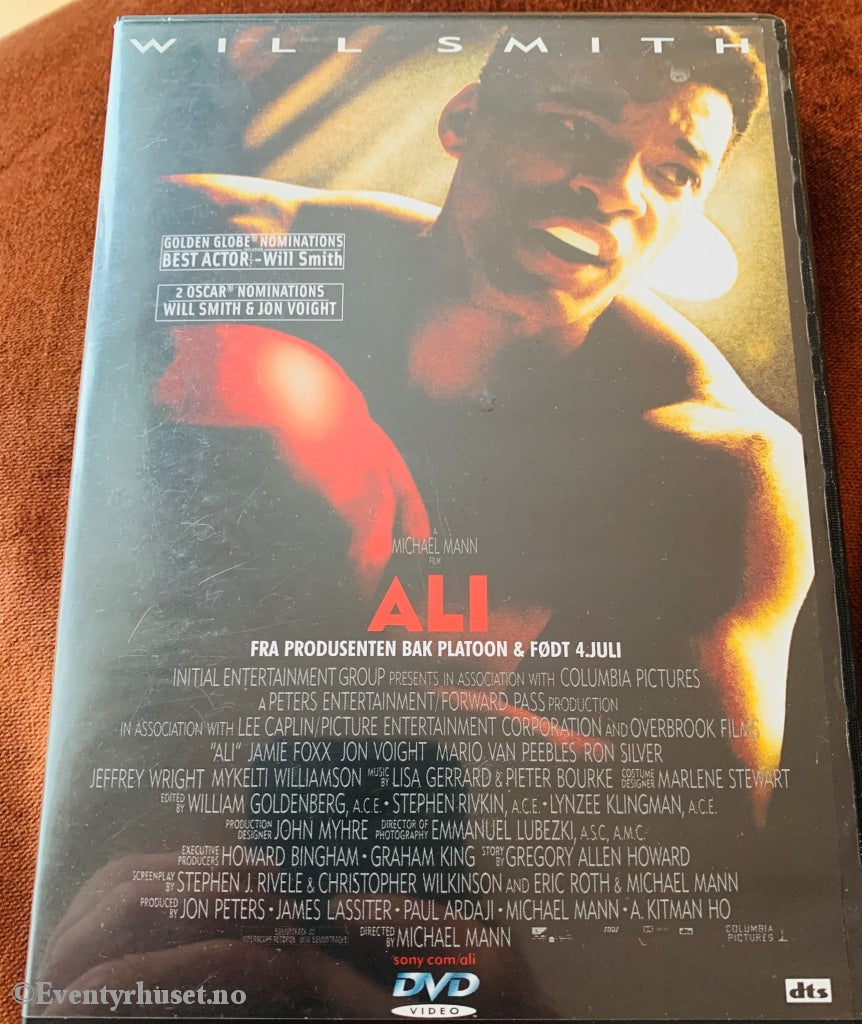 WILL SMITH
GOLDEN GLOBE® NOMINATIONS
BEST ACTOR - Will Smith
2 OSCAR® NOMINATIONS
WILL SMITH & JON VOIGHT
A
MICHAEL MANN
FILM
ALI
FRA PRODUSENTEN BAK PLATOON & FØDT 4.JULI
INITIAL ENTERTAINMENT GROUP PRESENTS IN ASSOCIATION WITH COLUMBIA PICTURES
A PETERS ENTERTAINMENT/FORWARD PASS PRODUCTION
IN ASSOCIATION WITH LEE CAPLIN/PICTURE ENTERTAINMENT CORPORATION AND OVERBROOK FILMS
"ALI" JAMIE FOXX JON VOIGHT MARIO VAN PEEBLES RON SILVER
JEFFREY WRIGHT MYKELTI WILLIAMSON MUSIC BY LISA GERRARD & PIETER BOURKE COSTUME DESIGNER MARLENE STEWART
EDITED BY WILLIAM GOLDENBERG, A.C.E. • STEPHEN RIVKIN, A.C.E. • LYNZEE KLINGMAN, A.C.E.
PRODUCTION DESIGNER JOHN MYHRE DIRECTOR OF PHOTOGRAPHY EMMANUEL LUBEZKI, A.S.C., A.M.C.
EXECUTIVE PRODUCERS HOWARD BINGHAM • GRAHAM KING STORY BY GREGORY ALLEN HOWARD
SCREENPLAY BY STEPHEN J. RIVELE & CHRISTOPHER WILKINSON AND ERIC ROTH & MICHAEL MANN
PRODUCED BY JON PETERS • JAMES LASSITER • PAUL ARDAJI • MICHAEL MANN • A. KITMAN HO
DIRECTED BY MICHAEL MANN
COLUMBIA PICTURES
sony.com/ali
DVD
VIDEO
dts
©Eventyrhuset.no